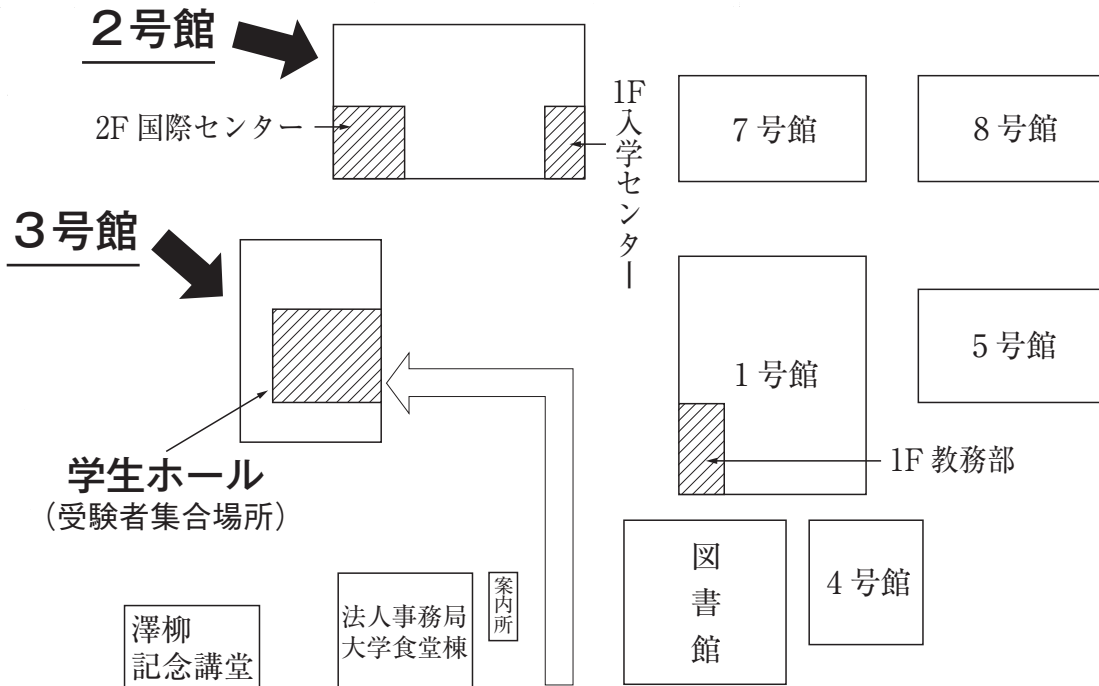 ２号館
2F 国際センター
1F入学センター
7 号館
8 号館
３号館
5 号館
1 号館
学生ホール
（受験者集合場所）
1F 教務部
図書館
4 号館
案内所
法人事務局
大学食堂棟
澤柳
記念講堂